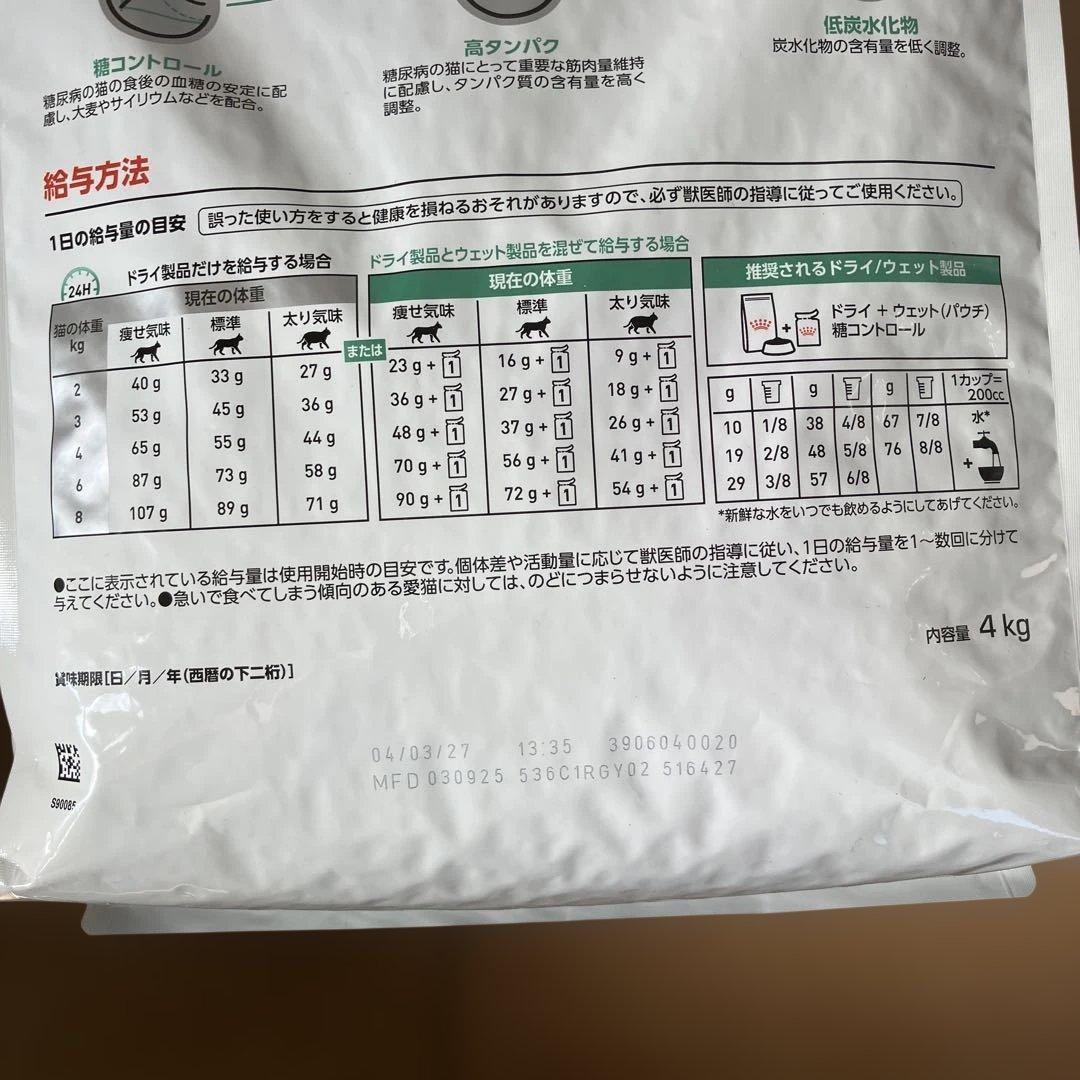 糖コントロール
糖尿病の猫の食後の血糖の安定に配
慮し、大麦やサイリウムなどを配合。
高タンパク
糖尿病の猫にとって重要な筋肉量維持
に配慮し、タンパク質の含有量を高く
調整。
低炭水化物
炭水化物の含有量を低く調整。
給与方法
1日の給与量の目安 誤った使い方をすると健康を損ねるおそれがありますので、必ず獣医師の指導に従ってご使用ください。
24H
ドライ製品だけを給与する場合
現在の体重
猫の体重 kg 痩せ気味 標準 太り気味
2 40 g 33 g 27 g
3 53 g 45 g 36 g
4 65 g 55 g 44 g
6 87 g 73 g 58 g
8 107 g 89 g 71 g
または
ドライ製品とウェット製品を混ぜて給与する場合
現在の体重
痩せ気味 標準 太り気味
23 g + 1 16 g + 1 9 g + 1
36 g + 1 27 g + 1 18 g + 1
48 g + 1 37 g + 1 26 g + 1
70 g + 1 56 g + 1 41 g + 1
90 g + 1 72 g + 1 54 g + 1
推奨されるドライ/ウェット製品
+ ドライ + ウェット(パウチ)
糖コントロール
g g g 1カップ=
200cc
10 1/8 38 4/8 67 7/8 水*
19 2/8 48 5/8 76 8/8 +
29 3/8 57 6/8
*新鮮な水をいつでも飲めるようにしてあげてください。
●ここに表示されている給与量は使用開始時の目安です。個体差や活動量に応じて獣医師の指導に従い、1日の給与量を1〜数回に分けて
与えてください。●急いで食べてしまう傾向のある愛猫に対しては、のどにつまらせないように注意してください。
内容量 4 kg
賞味期限[日/月/年(西暦の下二桁)]
04/03/27 13:35 3906040020
MFD 030925 536C1RGY02 516427
S90085